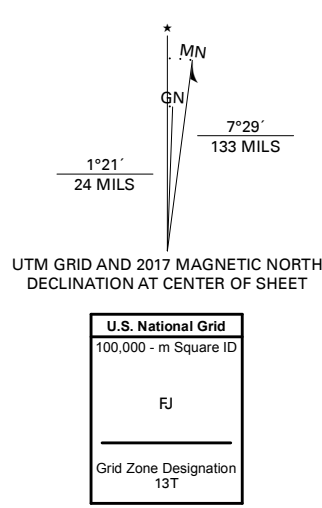 ★
MN
GN
7°29´
133 MILS
1°21´
24 MILS
UTM GRID AND 2017 MAGNETIC NORTH
DECLINATION AT CENTER OF SHEET
U.S. National Grid
100,000 - m Square ID
FJ
Grid Zone Designation
13T